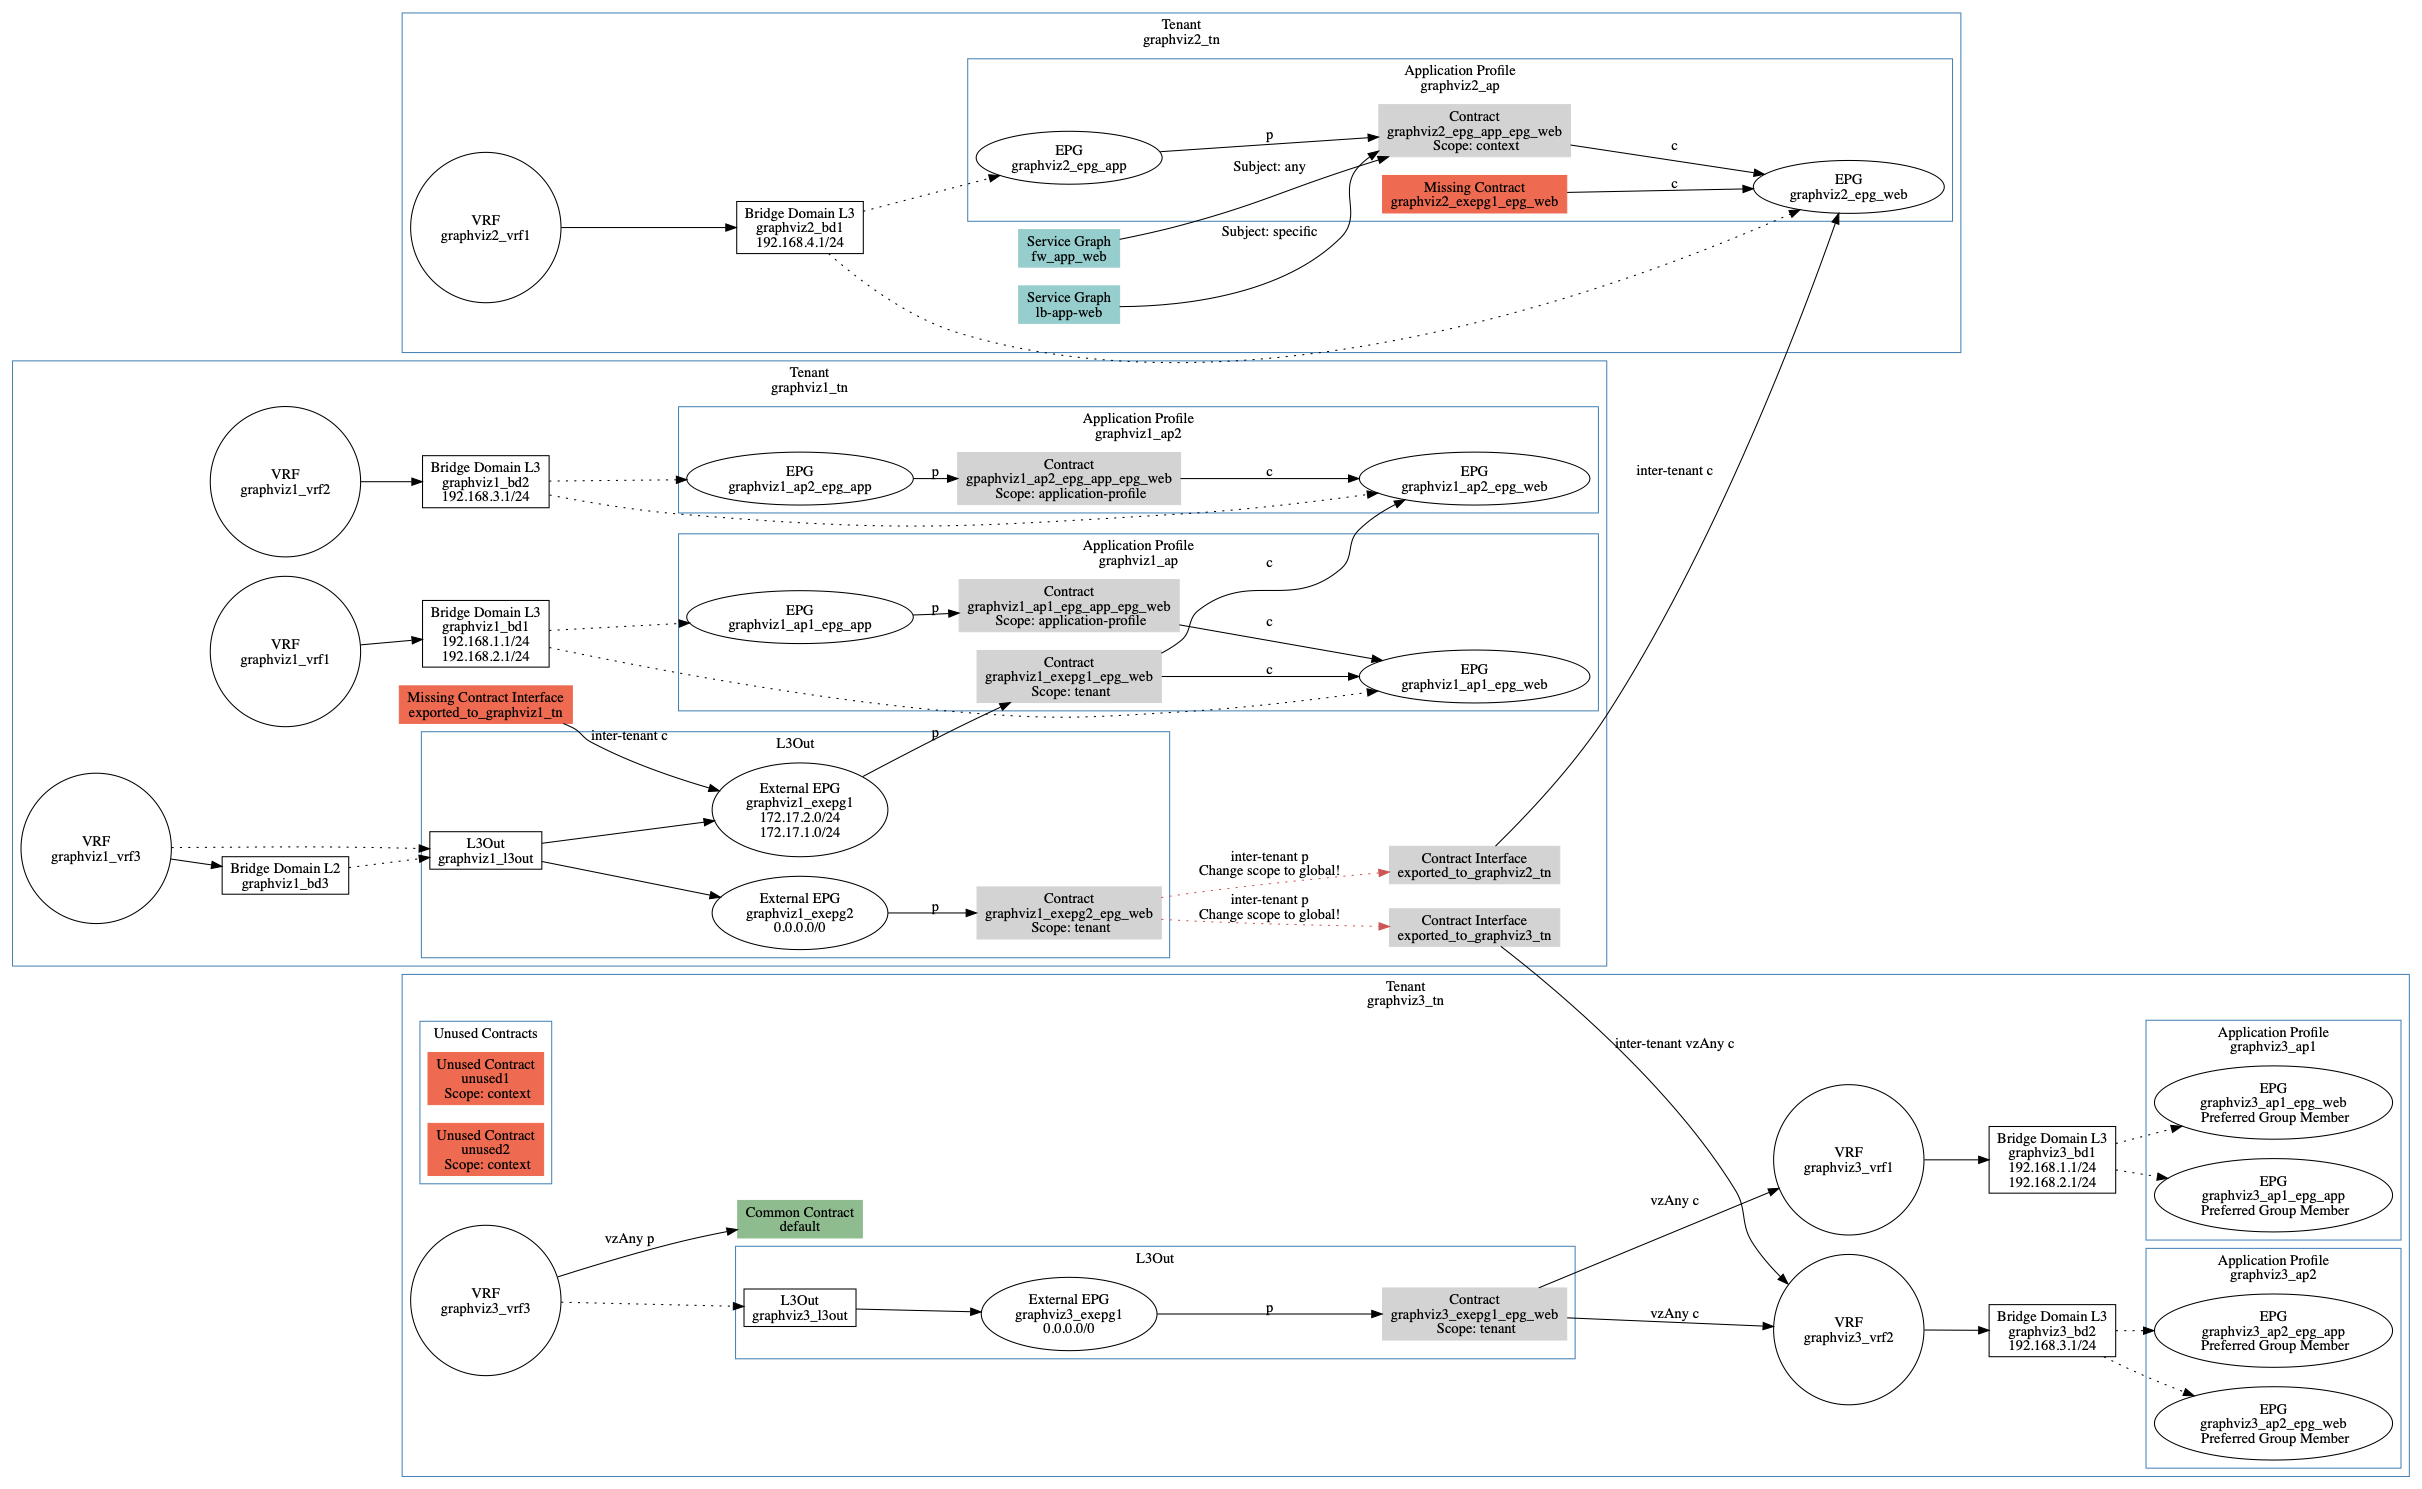 Tenant
graphviz2_tn
Application Profile
graphviz2_ap
VRF
graphviz2_vrf1
Bridge Domain L3
graphviz2_bd1
192.168.4.1/24
EPG
graphviz2_epg_app
p
Contract
graphviz2_epg_app_epg_web
Scope: context
c
Subject: any
Missing Contract
graphviz2_exepg1_epg_web
c
EPG
graphviz2_epg_web
Service Graph
fw_app_web
Subject: specific
Service Graph
lb-app-web
Tenant
graphviz1_tn
Application Profile
graphviz1_ap2
VRF
graphviz1_vrf2
Bridge Domain L3
graphviz1_bd2
192.168.3.1/24
EPG
graphviz1_ap2_epg_app
p
Contract
gpaphviz1_ap2_epg_app_epg_web
Scope: application-profile
c
EPG
graphviz1_ap2_epg_web
inter-tenant c
Application Profile
graphviz1_ap
c
VRF
graphviz1_vrf1
Bridge Domain L3
graphviz1_bd1
192.168.1.1/24
192.168.2.1/24
EPG
graphviz1_ap1_epg_app
p
Contract
graphviz1_ap1_epg_app_epg_web
Scope: application-profile
c
Contract
graphviz1_exepg1_epg_web
Scope: tenant
c
EPG
graphviz1_ap1_epg_web
Missing Contract Interface
exported_to_graphviz1_tn
inter-tenant c
p
L3Out
External EPG
graphviz1_exepg1
172.17.2.0/24
172.17.1.0/24
VRF
graphviz1_vrf3
Bridge Domain L2
graphviz1_bd3
L3Out
graphviz1_l3out
External EPG
graphviz1_exepg2
0.0.0.0/0
p
Contract
graphviz1_exepg2_epg_web
Scope: tenant
inter-tenant p
Change scope to global!
Contract Interface
exported_to_graphviz2_tn
inter-tenant p
Change scope to global!
Contract Interface
exported_to_graphviz3_tn
Tenant
graphviz3_tn
Unused Contracts
Unused Contract
unused1
Scope: context
Unused Contract
unused2
Scope: context
inter-tenant vzAny c
Application Profile
graphviz3_ap1
EPG
graphviz3_ap1_epg_web
Preferred Group Member
VRF
graphviz3_vrf1
Bridge Domain L3
graphviz3_bd1
192.168.1.1/24
192.168.2.1/24
EPG
graphviz3_ap1_epg_app
Preferred Group Member
vzAny p
Common Contract
default
vzAny c
VRF
graphviz3_vrf3
L3Out
L3Out
graphviz3_l3out
External EPG
graphviz3_exepg1
0.0.0.0/0
p
Contract
graphviz3_exepg1_epg_web
Scope: tenant
vzAny c
VRF
graphviz3_vrf2
Bridge Domain L3
graphviz3_bd2
192.168.3.1/24
Application Profile
graphviz3_ap2
EPG
graphviz3_ap2_epg_app
Preferred Group Member
EPG
graphviz3_ap2_epg_web
Preferred Group Member